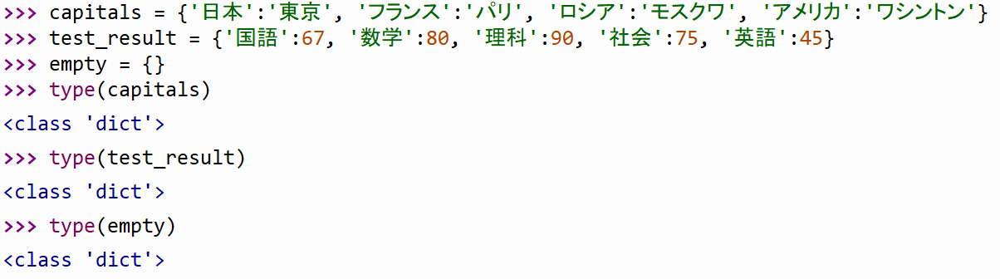 >>> capitals = {'日本':'東京', 'フランス':'パリ', 'ロシア':'モスクワ', 'アメリカ':'ワシントン'}
>>> test_result = {'国語':67, '数学':80, '理科':90, '社会':75, '英語':45}
>>> empty = {}
>>> type(capitals)
<class 'dict'>
>>> type(test_result)
<class 'dict'>
>>> type(empty)
<class 'dict'>